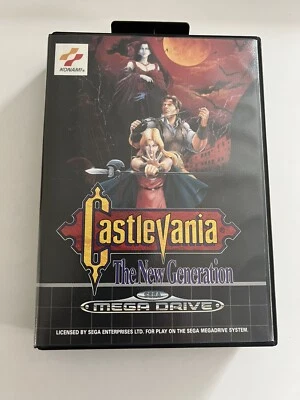 KONAMI
Castlevania
The New Generation
SEGA
MEGA DRIVE
LICENSED BY SEGA ENTERPRISES LTD. FOR PLAY ON THE SEGA MEGADRIVE SYSTEM.